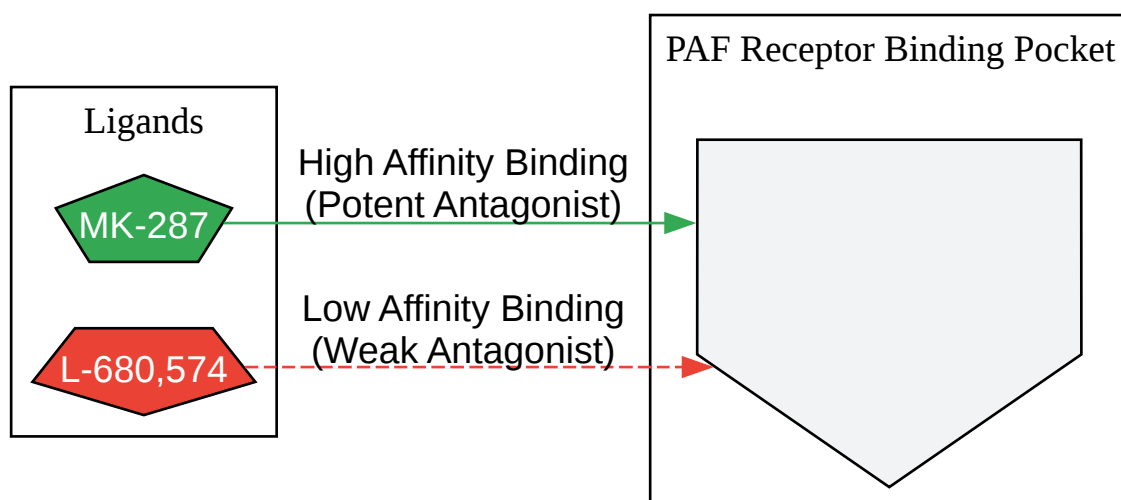 PAF Receptor Binding Pocket
Ligands
High Affinity Binding
(Potent Antagonist)
MK-287
Low Affinity Binding
(Weak Antagonist)
L-680,574